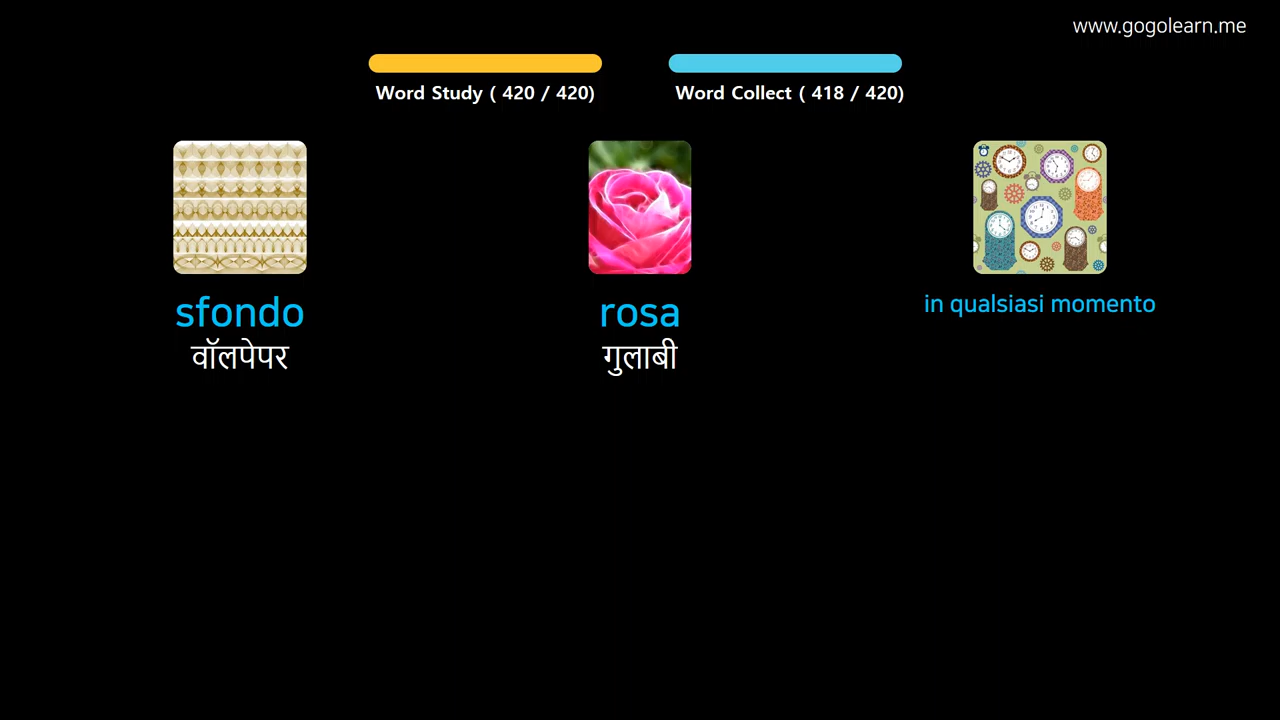 www.gogolearn.me
Word Study ( 420 / 420)
Word Collect ( 418 / 420)
sfondo
वॉलपेपर
rosa
गुलाबी
in qualsiasi momento